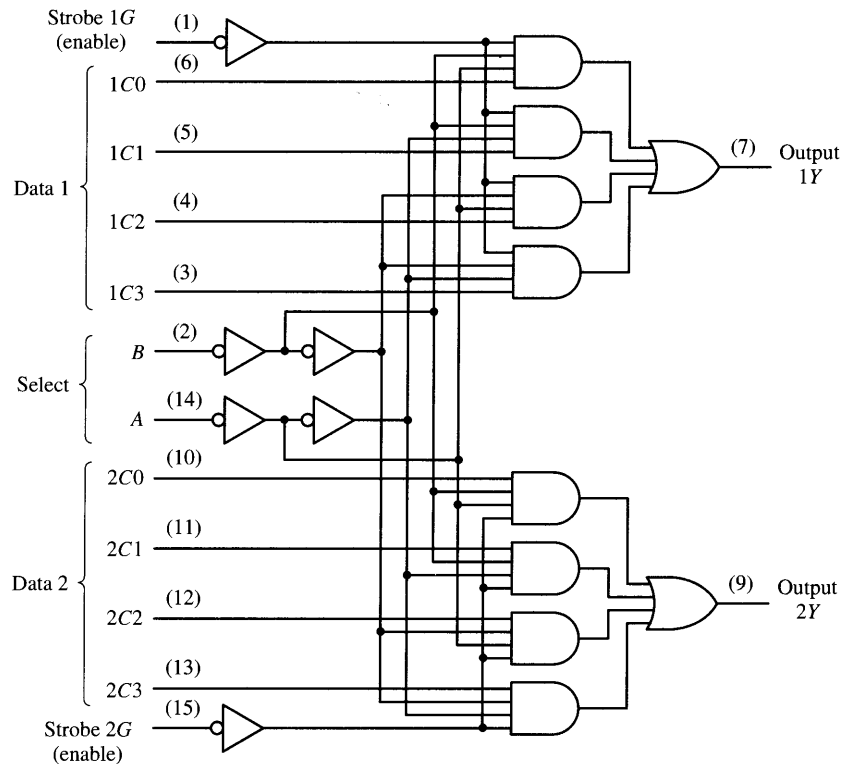 Strobe 1G
(enable)
(1)
(6)
1C0
(5)
1C1
Data 1
(4)
1C2
(3)
1C3
(7)
Output
1Y
(2)
B
Select
(14)
A
(10)
2C0
(11)
2C1
Data 2
(12)
2C2
(13)
2C3
(15)
Strobe 2G
(enable)
(9)
Output
2Y